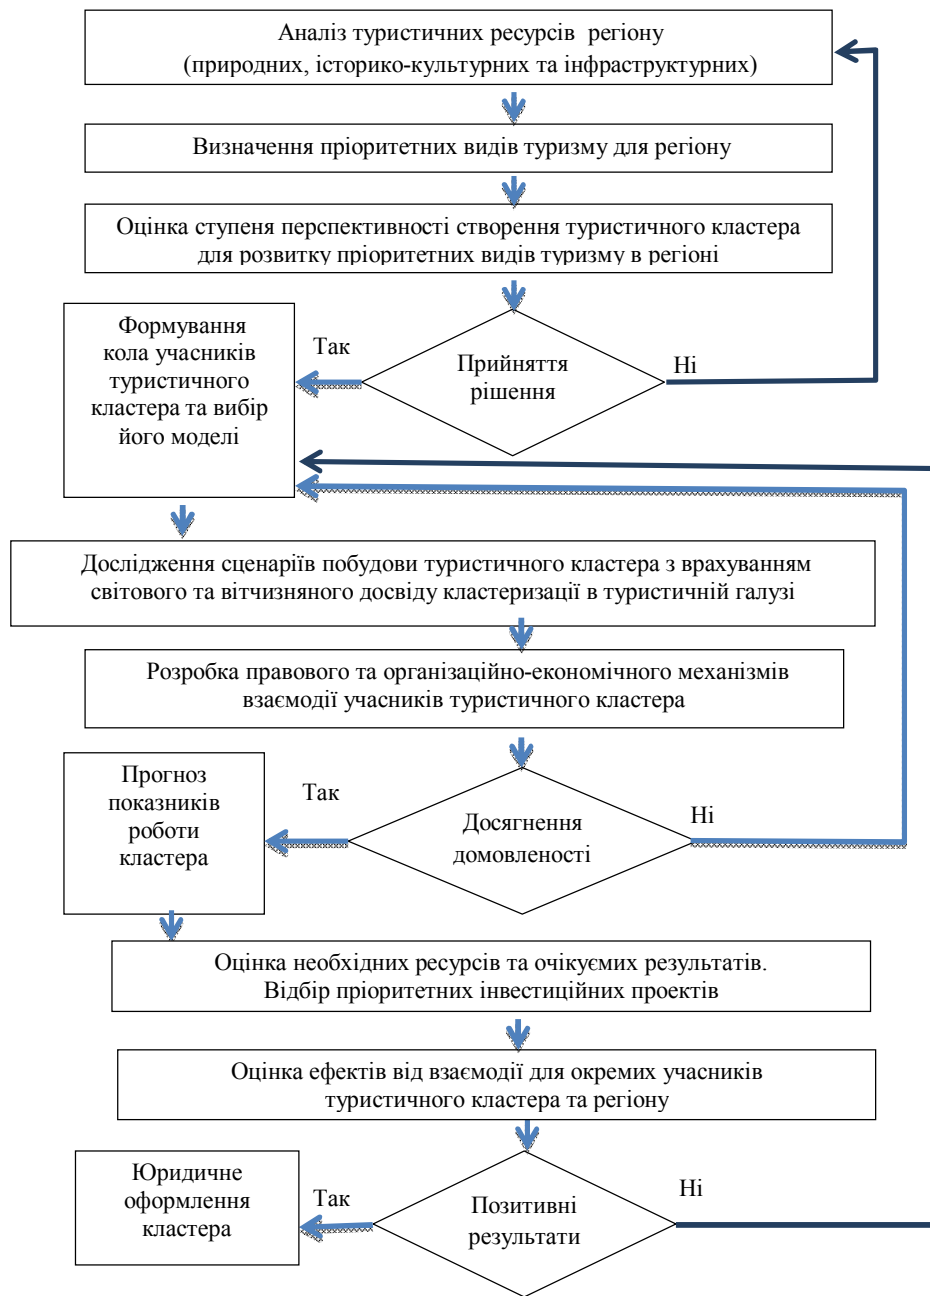 Аналіз туристичних ресурсів регіону
(природних, історико-культурних та інфраструктурних)
Визначення пріоритетних видів туризму для регіону
Оцінка ступеня перспективності створення туристичного кластера
для розвитку пріоритетних видів туризму в регіоні
Формування
кола учасників
туристичного
кластера та вибір
його моделі
Так
Прийняття
рішення
Ні
Дослідження сценаріїв побудови туристичного кластера з врахуванням
світового та вітчизняного досвіду кластеризації в туристичній галузі
Розробка правового та організаційно-економічного механізмів
взаємодії учасників туристичного кластера
Прогноз
показників
роботи
кластера
Так
Досягнення
домовленості
Ні
Оцінка необхідних ресурсів та очікуємих результатів.
Відбір пріоритетних інвестиційних проектів
Оцінка ефектів від взаємодії для окремих учасників
туристичного кластера та регіону
Юридичне
оформлення
кластера
Так
Позитивні
результати
Ні